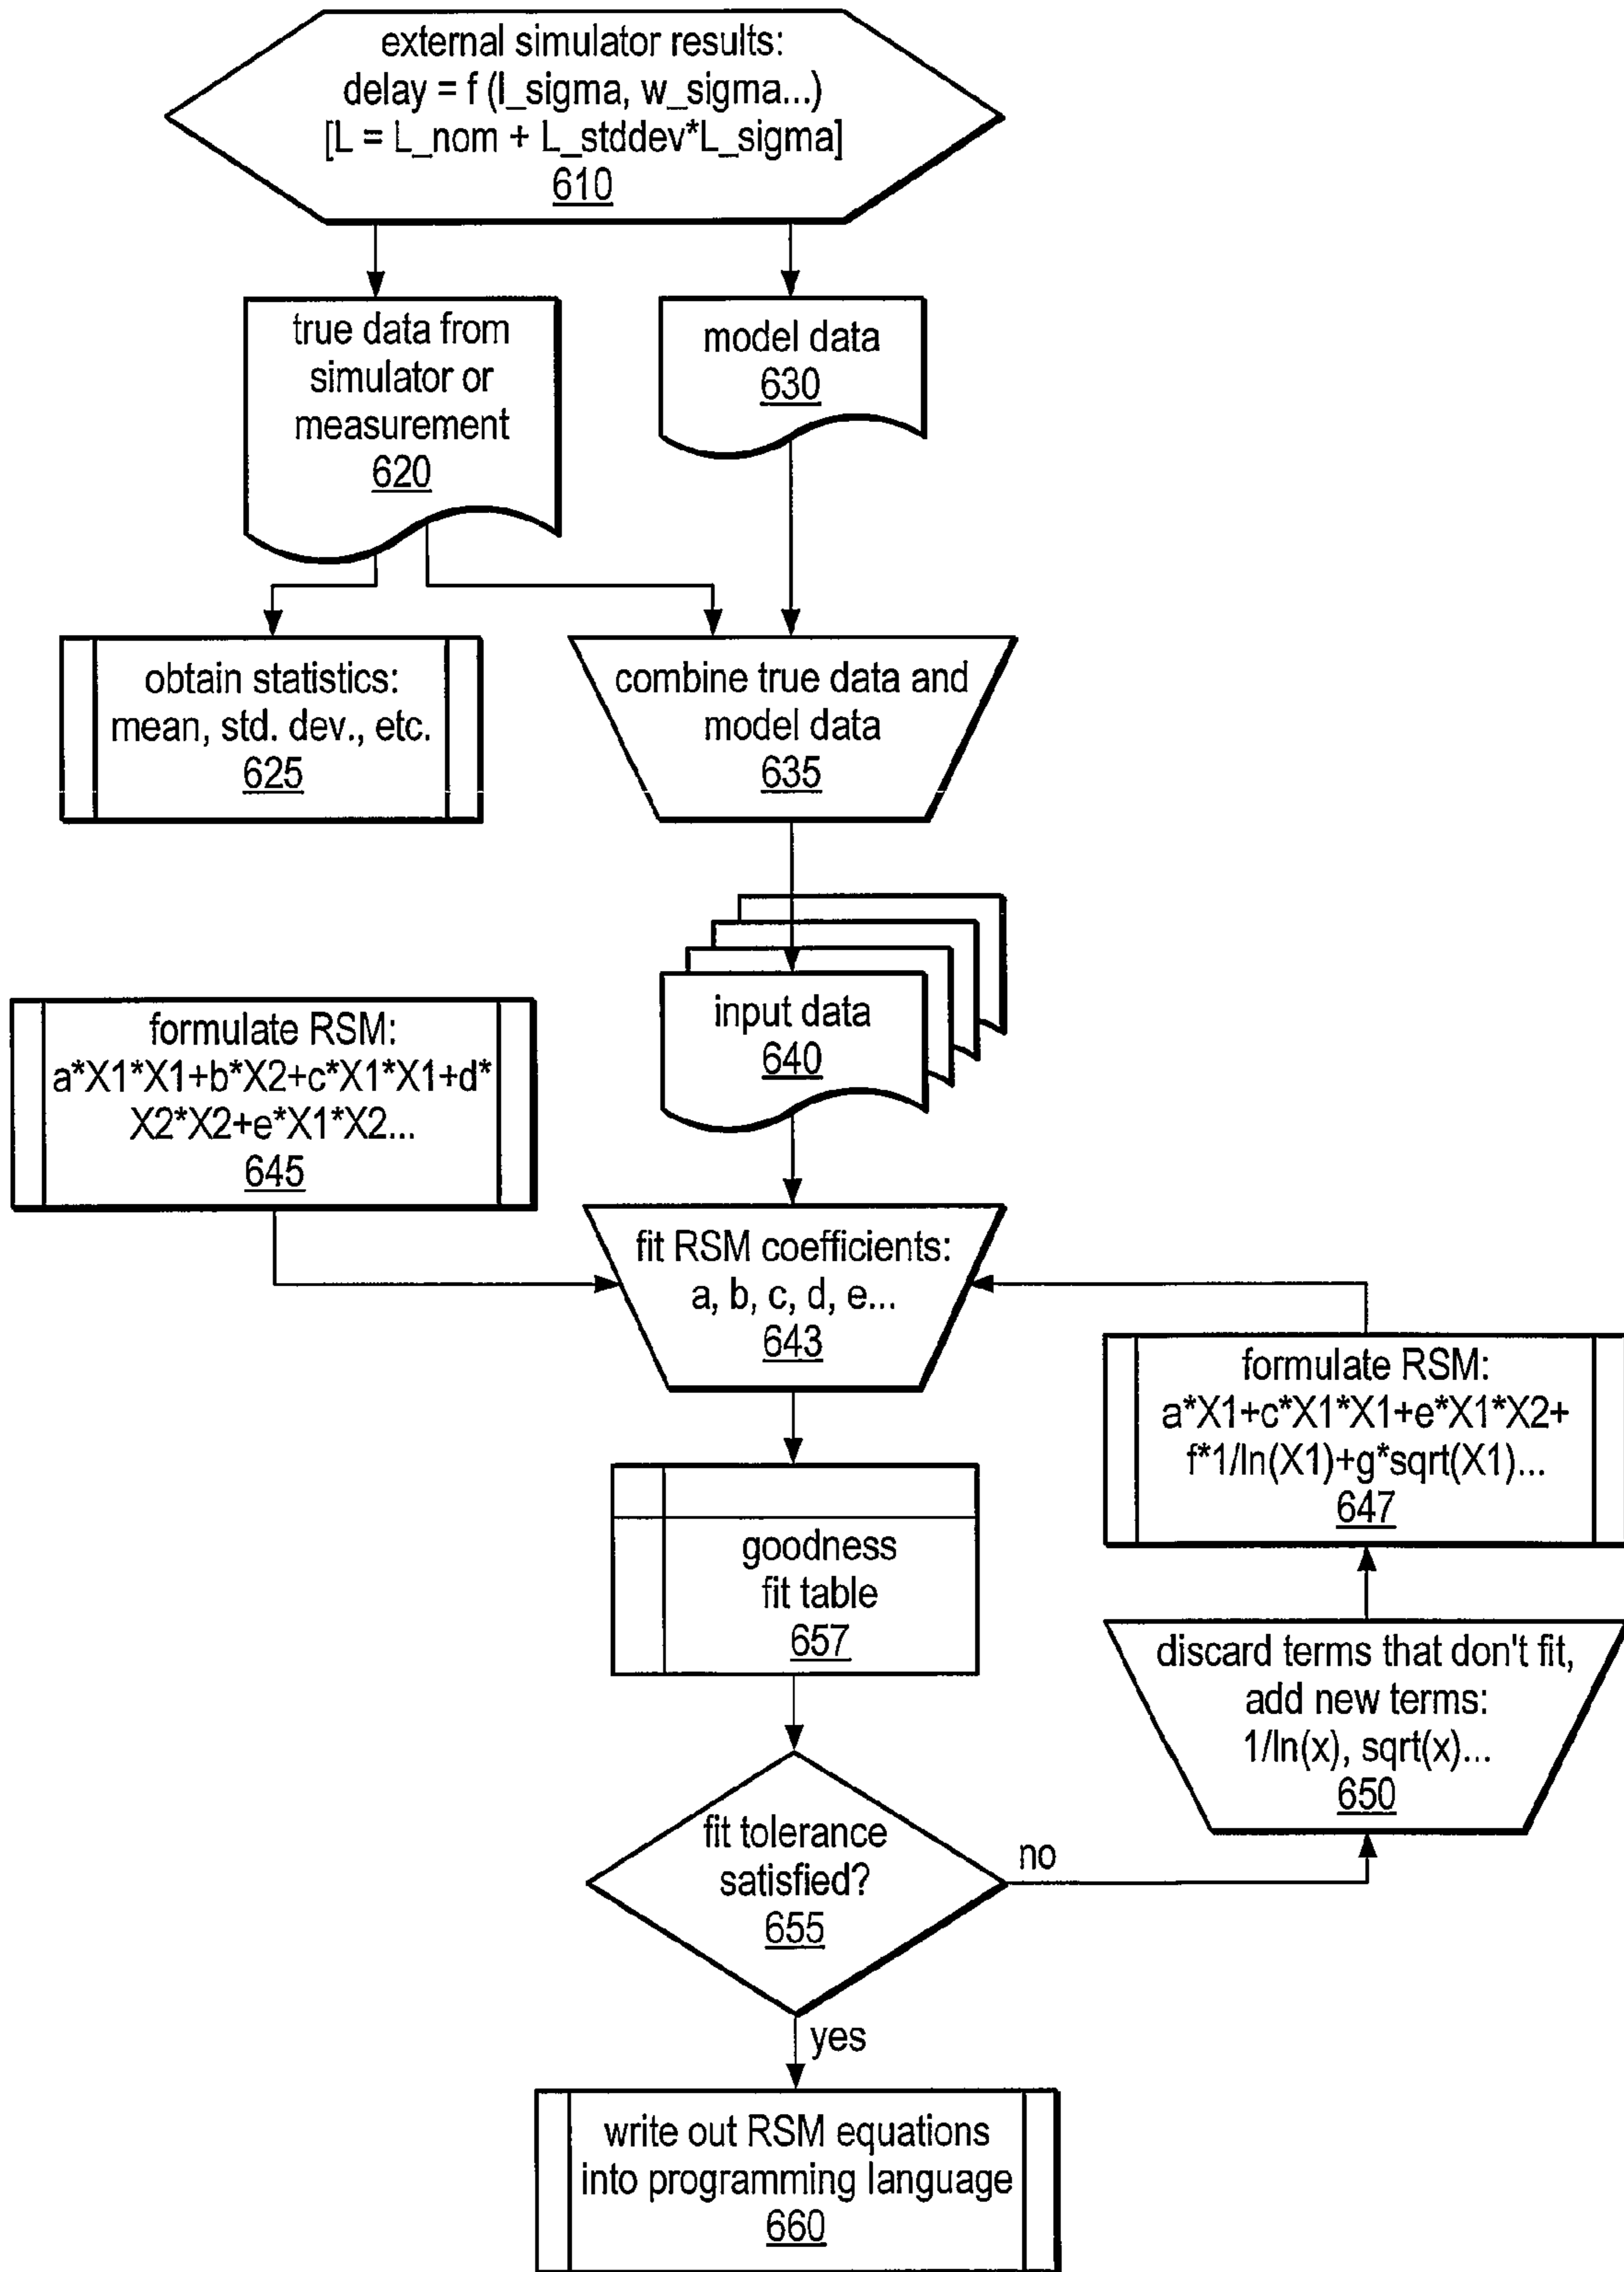 external simulator results:
delay = f (l_sigma, w_sigma...)
[L = L_nom + L_stddev*L_sigma]
610
true data from
simulator or
measurement
620
model data
630
obtain statistics:
mean, std. dev., etc.
625
combine true data and
model data
635
input data
640
formulate RSM:
a*X1*X1+b*X2+c*X1*X1+d*
X2*X2+e*X1*X2...
645
fit RSM coefficients:
a, b, c, d, e...
643
formulate RSM:
a*X1+c*X1*X1+e*X1*X2+
f*1/ln(X1)+g*sqrt(X1)...
647
goodness
fit table
657
discard terms that don't fit,
add new terms:
1/ln(x), sqrt(x)...
650
fit tolerance
satisfied?
655
no
yes
write out RSM equations
into programming language
660